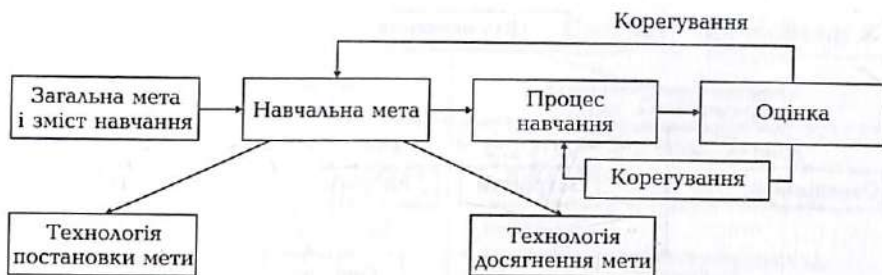 Корегування
Загальна мета
і зміст навчання
Навчальна мета
Процес
навчання
Оцінка
Корегування
Технологія
постановки мети
Технологія
досягнення мети